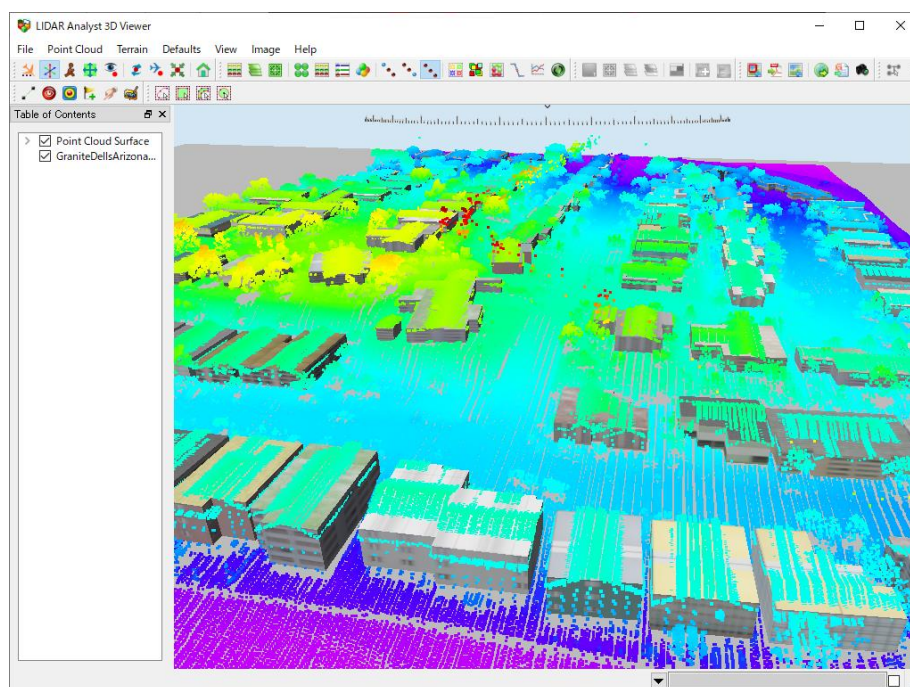 LIDAR Analyst 3D Viewer
File Point Cloud Terrain Defaults View Image Help
Table of Contents
Point Cloud Surface
GraniteDellsArizona...